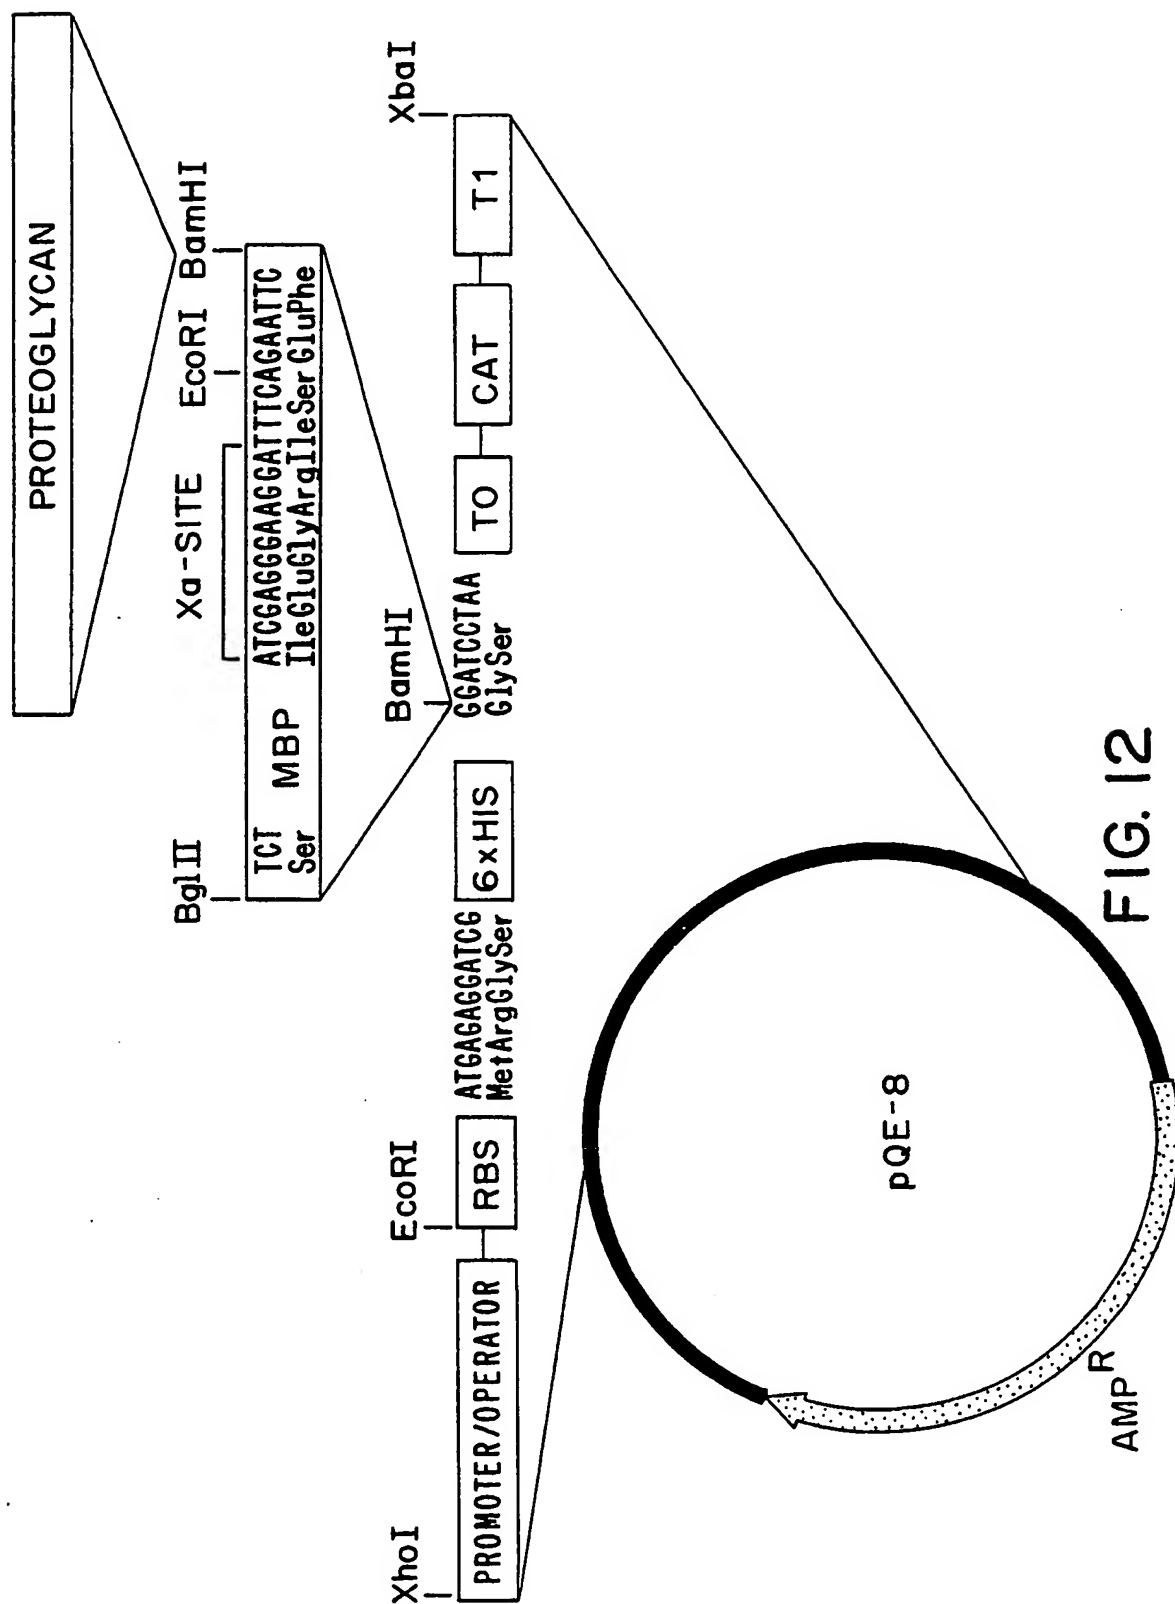 PROTEOGLYCAN
BglII
Xa-SITE
EcoRI
BamHI
TCT
MBP
ATCGAGGGAAGGATTTCAGAATTC
Ser
IleGluGlyArgIleSerGluPhe
XhoI
EcoRI
BamHI
XbaI
PROMOTER/OPERATOR
RBS
ATGAGAGGATCG
MetArgGlySer
6xHIS
GGATCCTAA
GlySer
TO
CAT
T1
pQE-8
AMP^R
FIG. 12